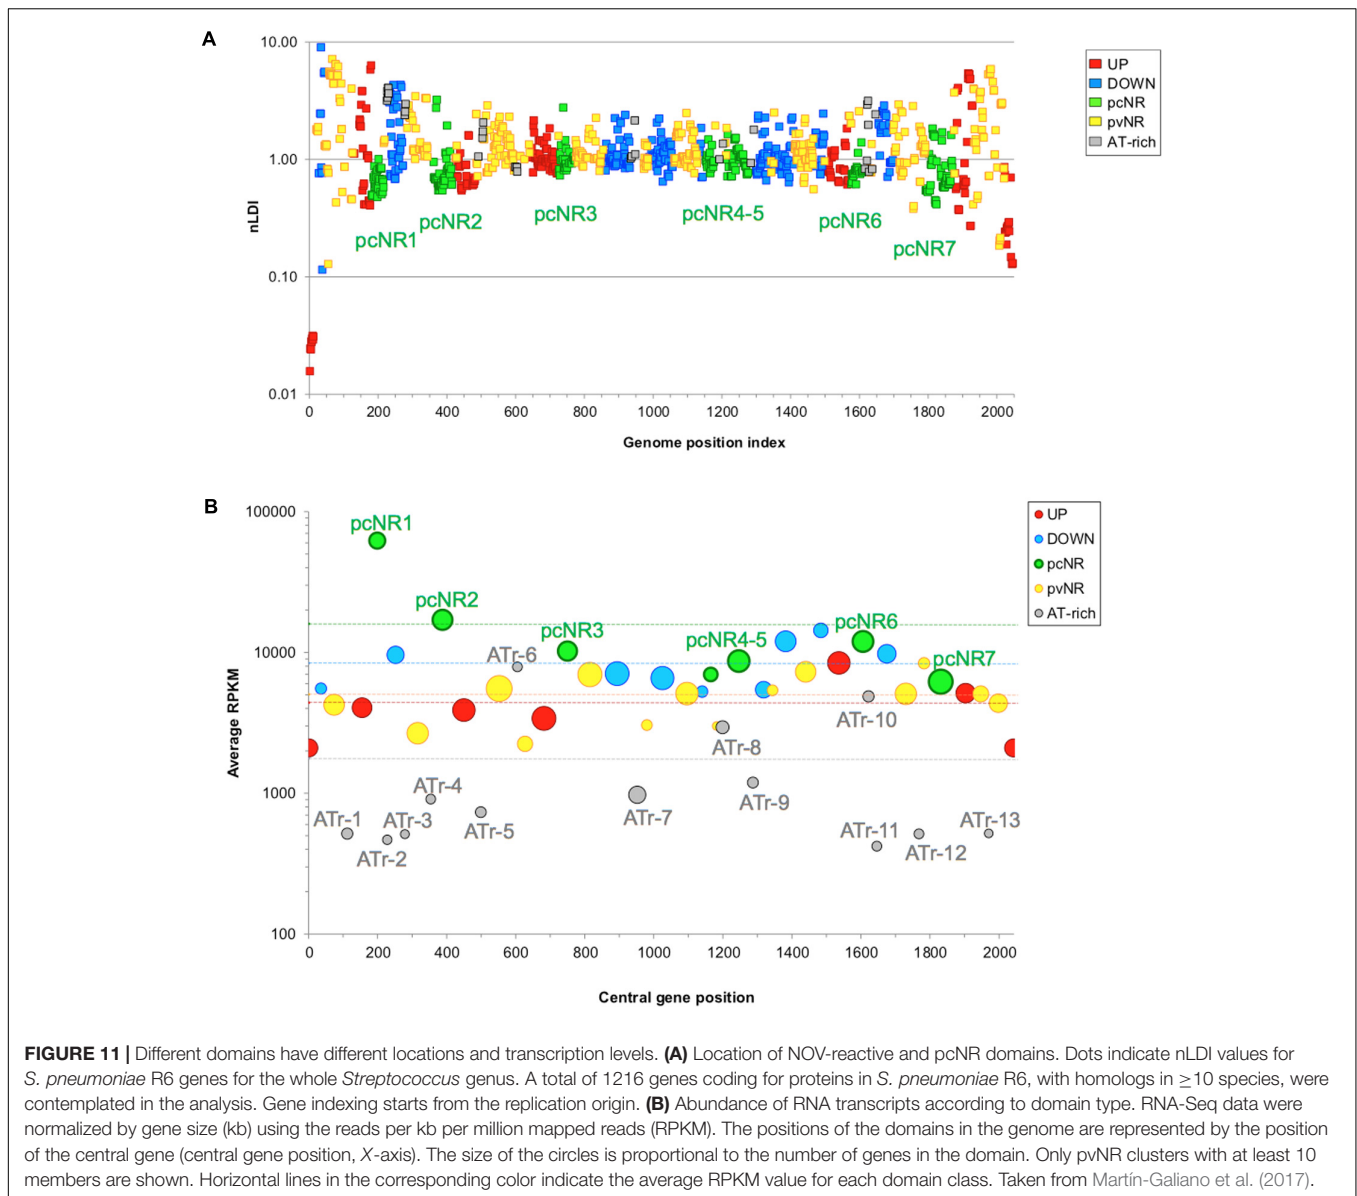 A
10.00
1.00
0.10
0.01
nLDI
pcNR1
pcNR2
pcNR3
pcNR4-5
pcNR6
pcNR7
0 200 400 600 800 1000 1200 1400 1600 1800 2000
Genome position index
UP
DOWN
pcNR
pvNR
AT-rich
B
100000
10000
1000
100
Average RPKM
pcNR1
pcNR2
pcNR3
pcNR4-5
pcNR6
pcNR7
ATr-6
ATr-10
ATr-8
ATr-4
ATr-9
ATr-1
ATr-3
ATr-7
ATr-5
ATr-2
ATr-11
ATr-13
ATr-12
0 200 400 600 800 1000 1200 1400 1600 1800 2000
Central gene position
UP
DOWN
pcNR
pvNR
AT-rich
FIGURE 11 | Different domains have different locations and transcription levels. (A) Location of NOV-reactive and pcNR domains. Dots indicate nLDI values for
S. pneumoniae R6 genes for the whole Streptococcus genus. A total of 1216 genes coding for proteins in S. pneumoniae R6, with homologs in ≥10 species, were
contemplated in the analysis. Gene indexing starts from the replication origin. (B) Abundance of RNA transcripts according to domain type. RNA-Seq data were
normalized by gene size (kb) using the reads per kb per million mapped reads (RPKM). The positions of the domains in the genome are represented by the position
of the central gene (central gene position, X-axis). The size of the circles is proportional to the number of genes in the domain. Only pvNR clusters with at least 10
members are shown. Horizontal lines in the corresponding color indicate the average RPKM value for each domain class. Taken from Martín-Galiano et al. (2017).